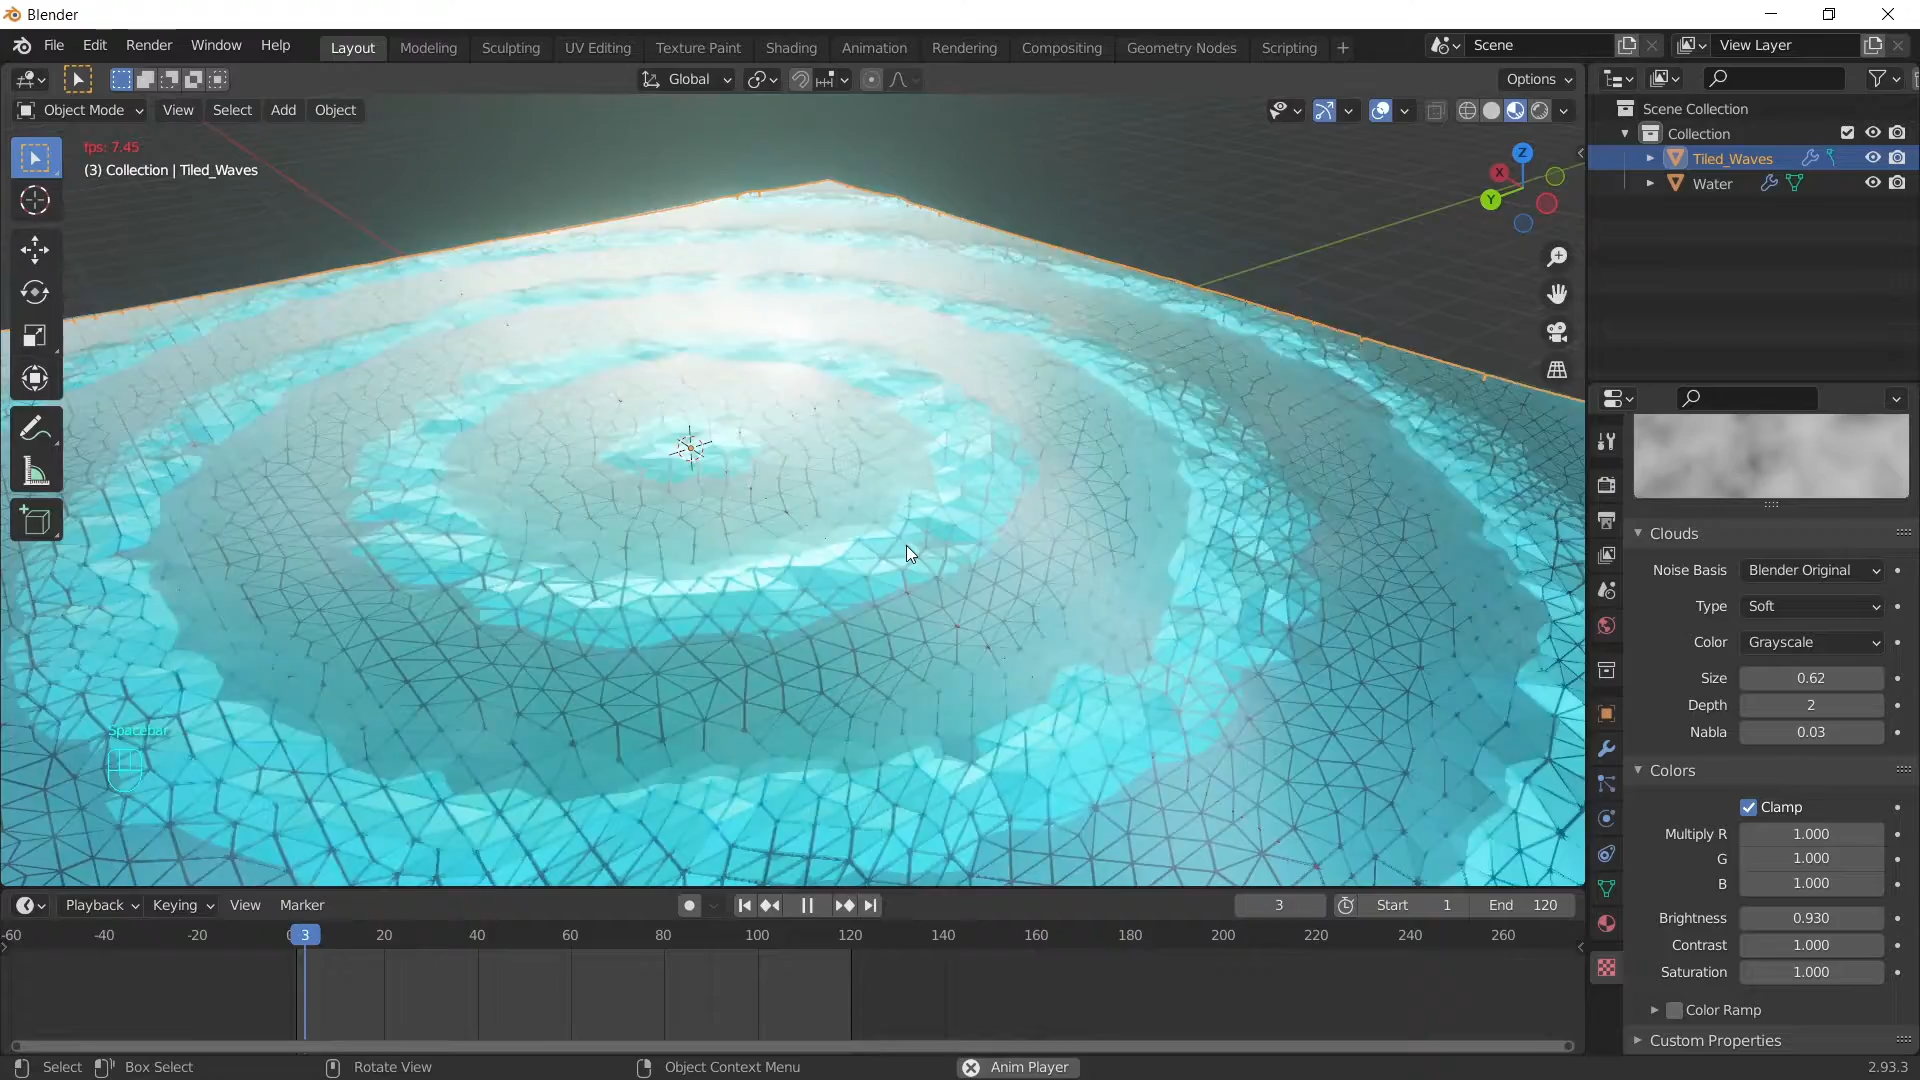 Blender
File Edit Render Window Help
Layout Modeling Sculpting UV Editing Texture Paint Shading Animation Rendering Compositing Geometry Nodes Scripting +
Scene
View Layer
Global
Options
Object Mode View Select Add Object
fps: 7.45
(3) Collection | Tiled_Waves
Z
X
Y
Scene Collection
Collection
Tiled_Waves
Water
Clouds
Noise Basis Blender Original
Type Soft
Color Grayscale
Size 0.62
Depth 2
Nabla 0.03
Colors
Clamp
Multiply R 1.000
G 1.000
B 1.000
Brightness 0.930
Contrast 1.000
Saturation 1.000
Color Ramp
Custom Properties
Spacebar
Playback Keying View Marker
3
Start 1
End 120
-60 -40 -20 0 3 20 40 60 80 100 120 140 160 180 200 220 240 260
Select Box Select Rotate View Object Context Menu Anim Player 2.93.3